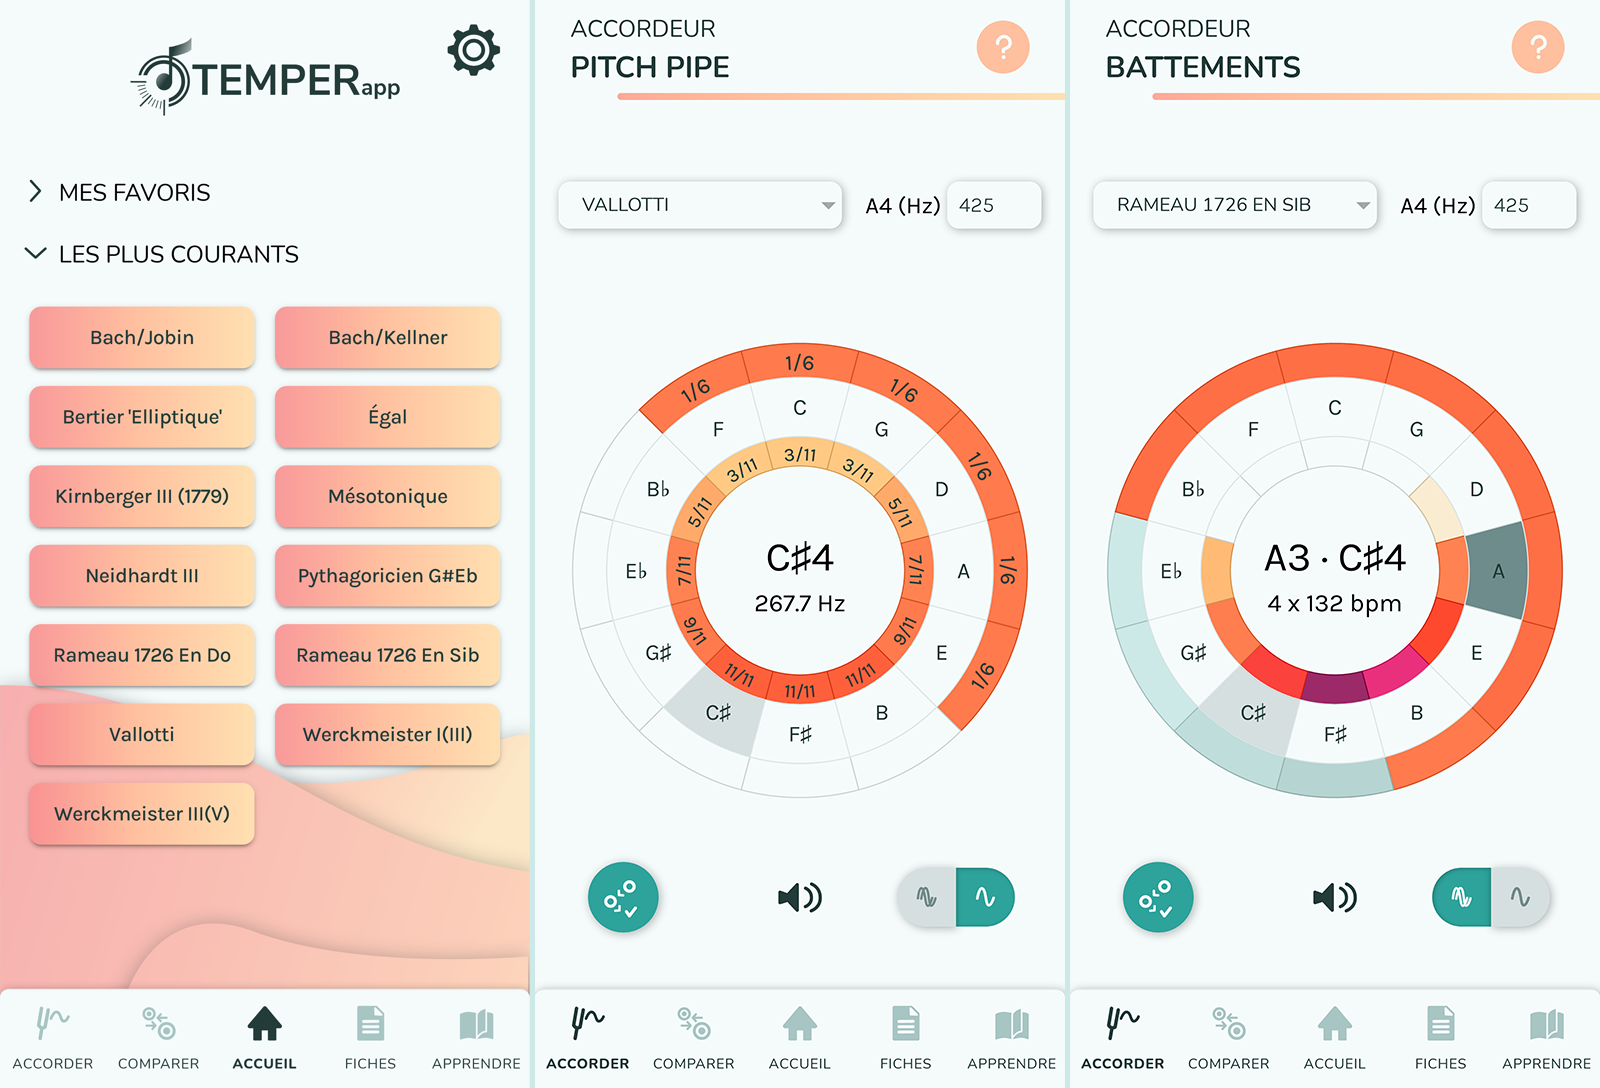 TEMPERapp
MES FAVORIS
LES PLUS COURANTS
Bach/Jobin
Bach/Kellner
Bertier 'Elliptique'
Égal
Kirnberger III (1779)
Mésotonique
Neidhardt III
Pythagoricien G#Eb
Rameau 1726 En Do
Rameau 1726 En Sib
Vallotti
Werckmeister I(III)
Werckmeister III(V)
ACCORDER
COMPARER
ACCUEIL
FICHES
APPRENDRE
ACCORDEUR
PITCH PIPE
?
VALLOTTI
A4 (Hz)
425
1/6
1/6
1/6
1/6
1/6
1/6
C
G
D
A
E
B
F♯
C♯
G♯
E♭
B♭
F
3/11
3/11
5/11
7/11
9/11
11/11
11/11
11/11
9/11
7/11
5/11
3/11
C♯4
267.7 Hz
ACCORDER
COMPARER
ACCUEIL
FICHES
APPRENDRE
ACCORDEUR
BATTEMENTS
?
RAMEAU 1726 EN SIB
A4 (Hz)
425
C
G
D
A
E
B
F♯
C♯
G♯
E♭
B♭
F
A3 · C♯4
4 x 132 bpm
ACCORDER
COMPARER
ACCUEIL
FICHES
APPRENDRE